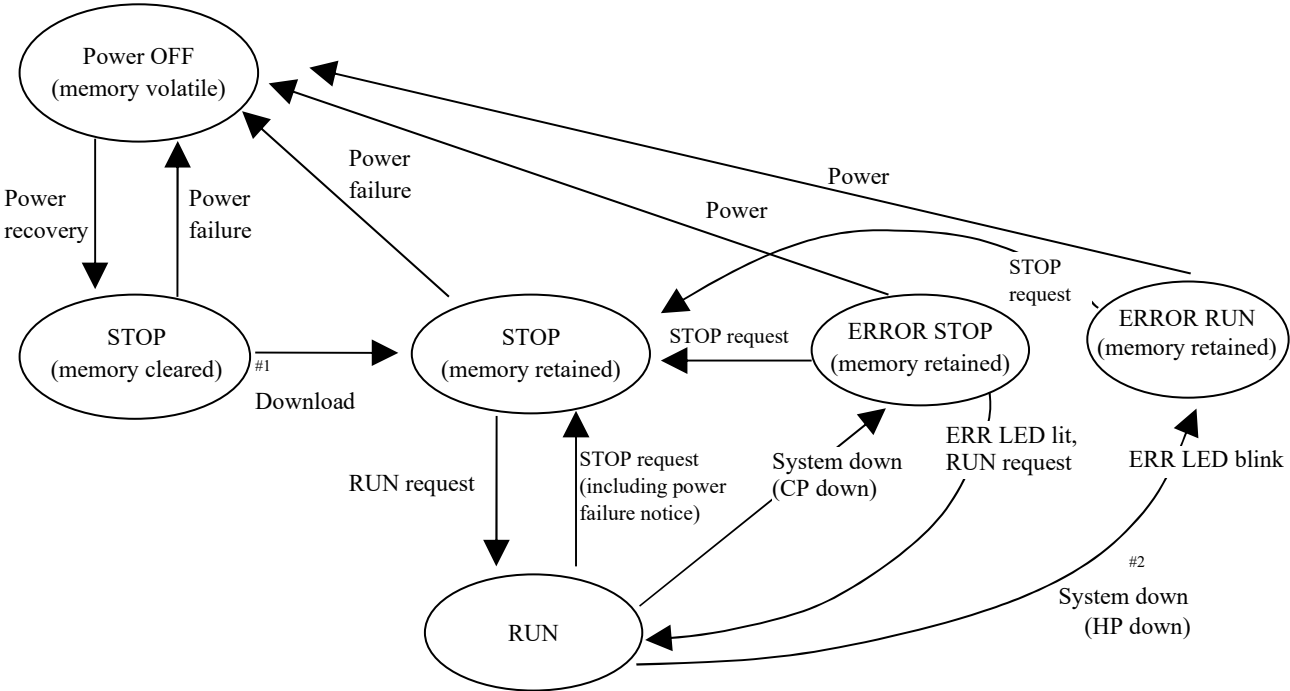 Power OFF
(memory volatile)
Power
recovery
Power
failure
Power
failure
Power
Power
STOP
request
STOP
(memory cleared)
#1
Download
STOP
(memory retained)
STOP request
ERROR STOP
(memory retained)
ERROR RUN
(memory retained)
RUN request
STOP request
(including power
failure notice)
System down
(CP down)
ERR LED lit,
RUN request
ERR LED blink
#2
System down
(HP down)
RUN